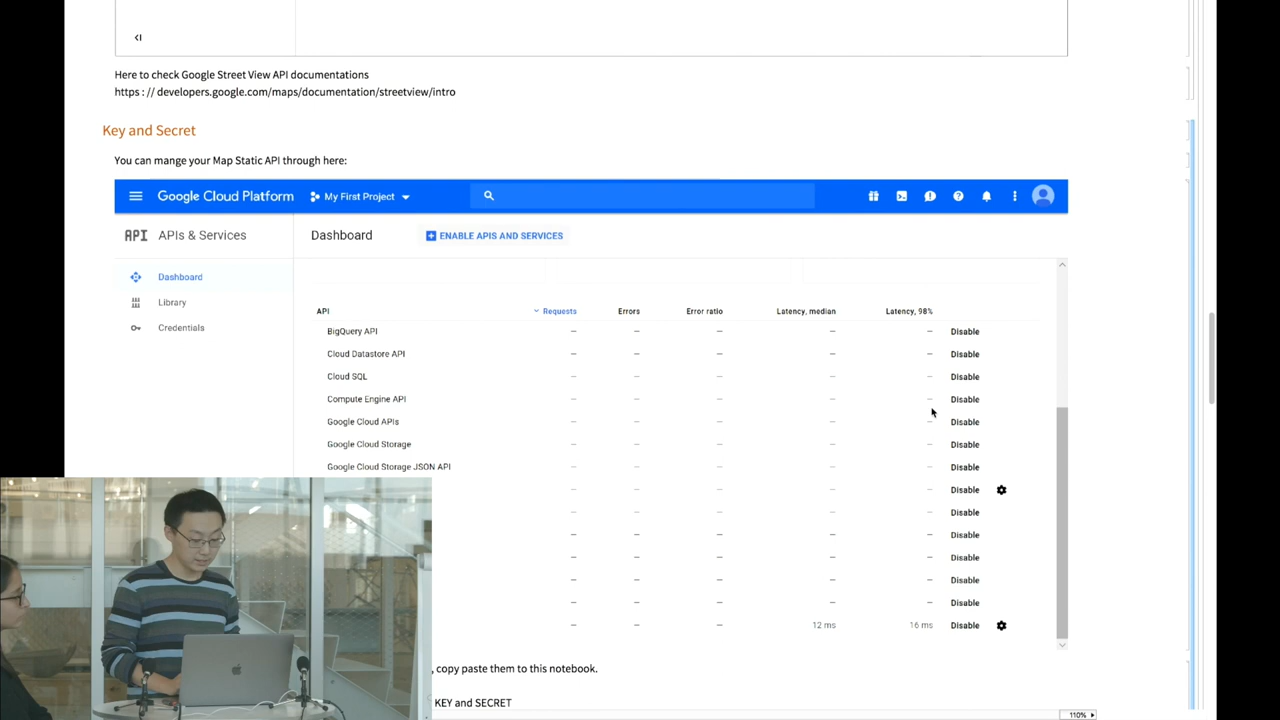 Here to check Google Street View API documentations
https : // developers.google.com/maps/documentation/streetview/intro
Key and Secret
You can mange your Map Static API through here:
Google Cloud Platform My First Project
API APIs & Services Dashboard ENABLE APIS AND SERVICES
Dashboard
Library
Credentials
API Requests Errors Error ratio Latency, median Latency, 98%
BigQuery API – – – – – Disable
Cloud Datastore API – – – – – Disable
Cloud SQL – – – – – Disable
Compute Engine API – – – – – Disable
Google Cloud APIs – – – – – Disable
Google Cloud Storage – – – – – Disable
Google Cloud Storage JSON API – – – – – Disable
– – – – – Disable
– – – – – Disable
– – – – – Disable
– – – – – Disable
– – – – – Disable
– – – – – Disable
– – – 12 ms 16 ms Disable
, copy paste them to this notebook.
KEY and SECRET
110%